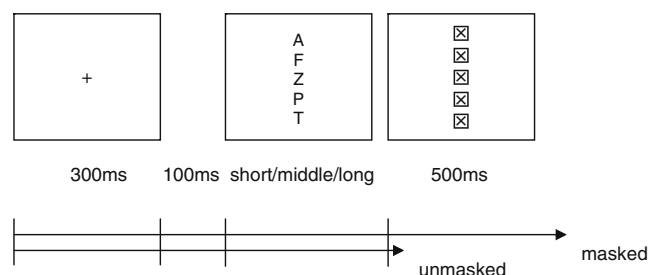 +
A
F
Z
P
T
300ms 100ms short/middle/long 500ms
masked
unmasked